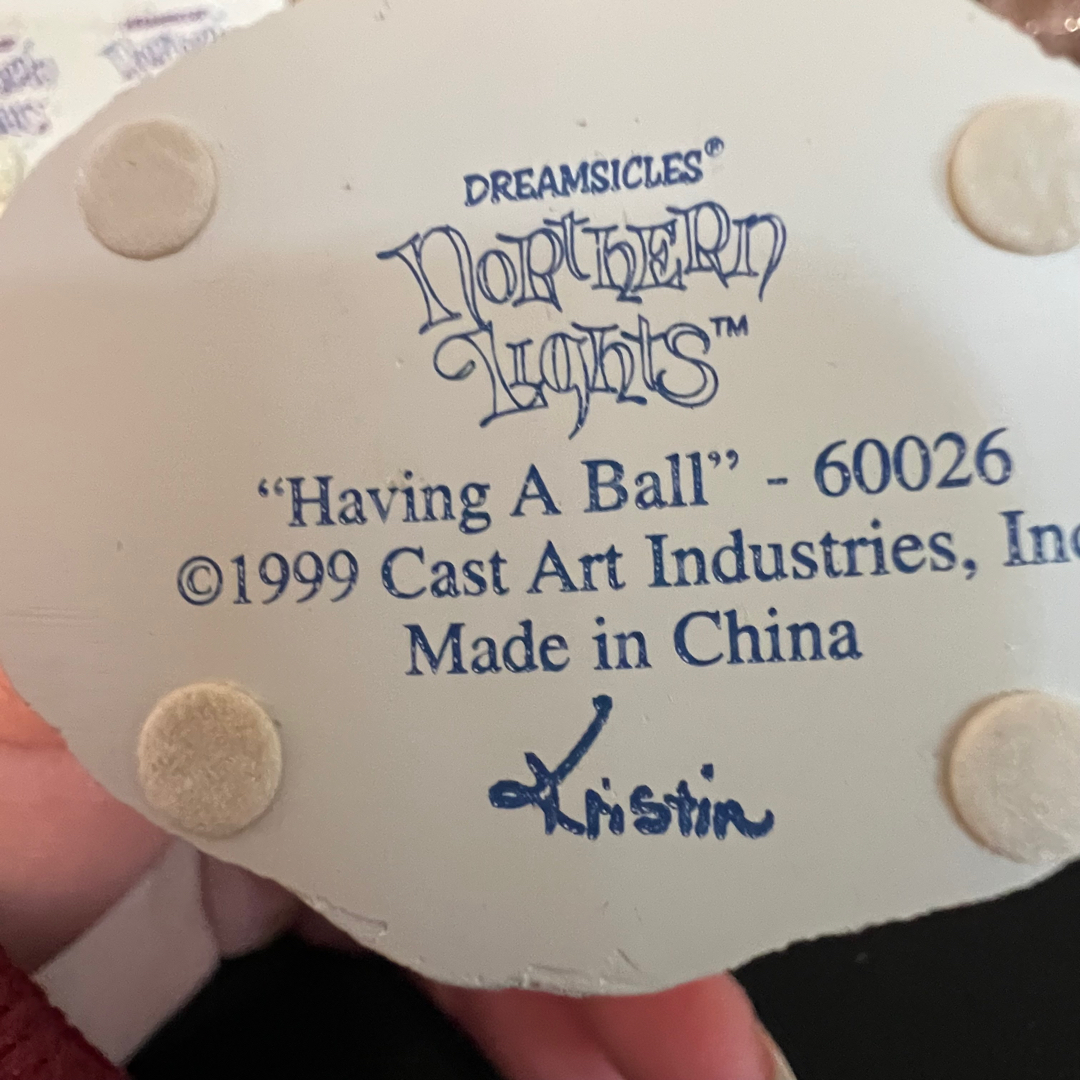 DREAMSICLES®
NORTHERN
LIGHTS™
“Having A Ball” - 60026
©1999 Cast Art Industries, Inc
Made in China
Kristin